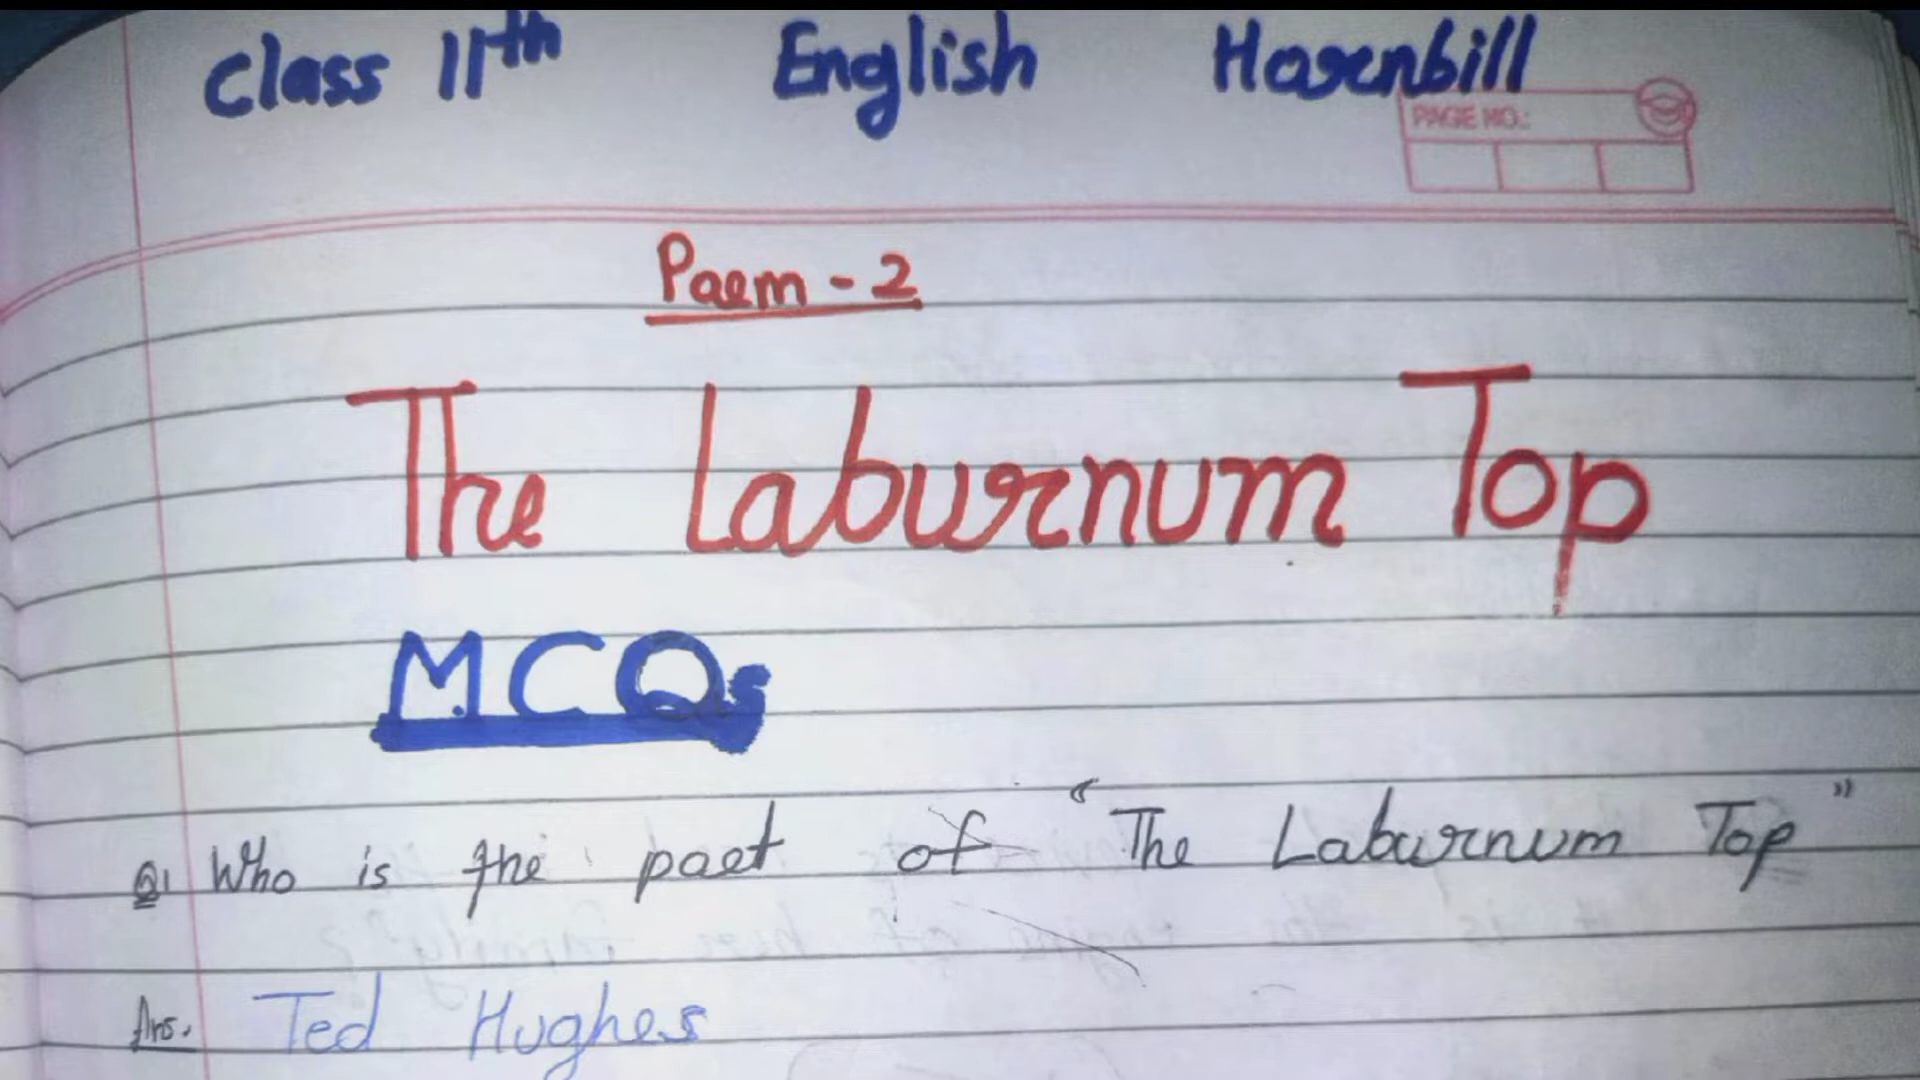 Class 11th English Hornbill
PAGE NO.:
Poem - 2
The Laburnum Top
MCQs
Q1 Who is the poet of "The Laburnum Top"
Ans. Ted Hughes